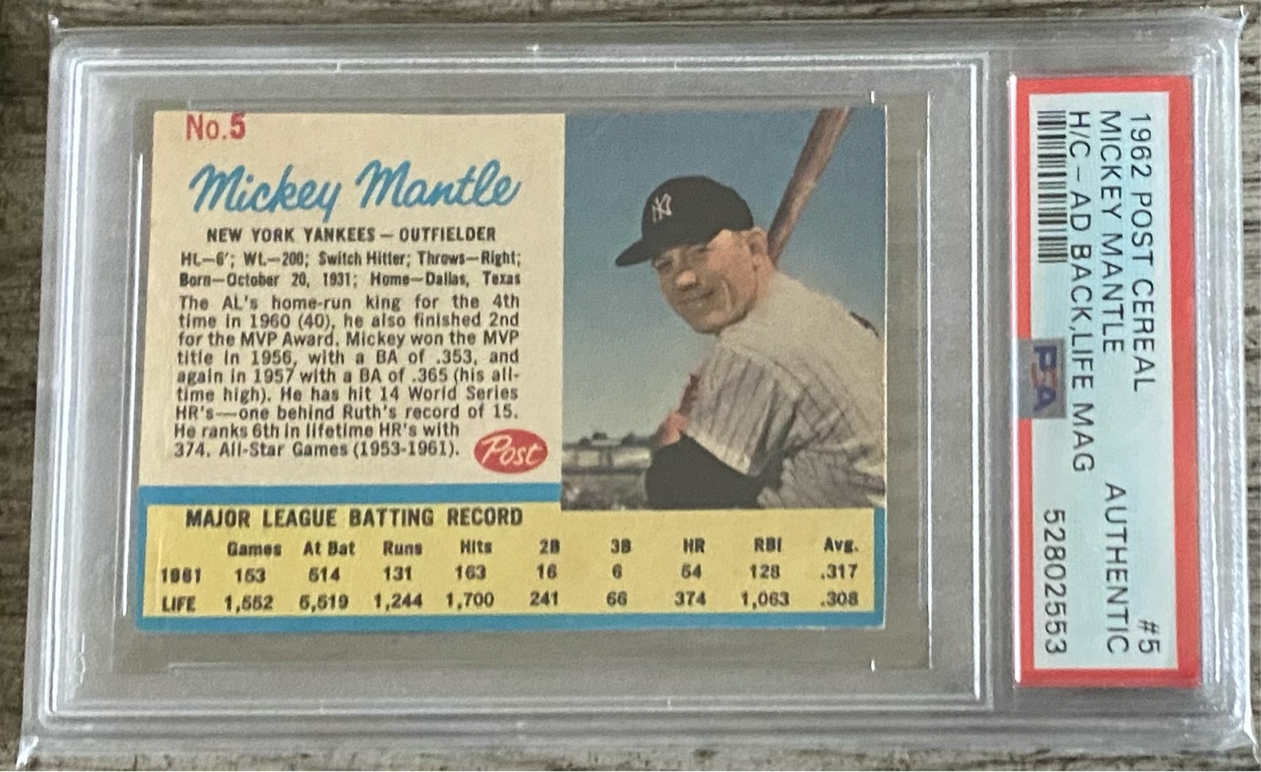 No.5
Mickey Mantle
NEW YORK YANKEES — OUTFIELDER
Ht.—6'; Wt.—200; Switch Hitter; Throws—Right;
Born—October 20, 1931; Home—Dallas, Texas
The AL's home-run king for the 4th
time in 1960 (40), he also finished 2nd
for the MVP Award. Mickey won the MVP
title in 1956, with a BA of .353, and
again in 1957 with a BA of .365 (his all-
time high). He has hit 14 World Series
HR's—one behind Ruth's record of 15.
He ranks 6th in lifetime HR's with
374. All-Star Games (1953-1961).
Post
NY
MAJOR LEAGUE BATTING RECORD
Games At Bat Runs Hits 2B 3B HR RBI Avg.
1961 153 514 131 163 16 6 54 128 .317
LIFE 1,552 5,519 1,244 1,700 241 66 374 1,063 .308
1962 POST CEREAL #5
MICKEY MANTLE AUTHENTIC
H/C - AD BACK,LIFE MAG
PSA 52802553